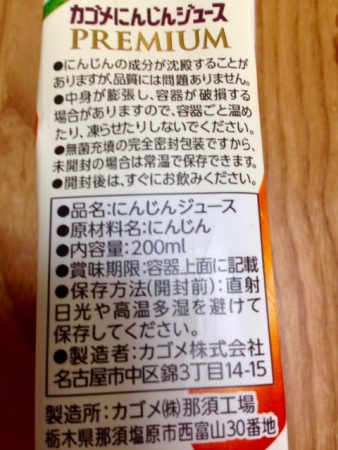 カゴメにんじんジュース
PREMIUM
●にんじんの成分が沈殿することが
ありますが、品質には問題ありません。
●中身が膨張し、容器が破損する
場合がありますので、容器ごと温め
たり、凍らせたりしないでください。
●無菌充填の完全密封包装ですから、
未開封の場合は常温で保存できます。
●開封後は、すぐにお飲みください。
●品名:にんじんジュース
●原材料名:にんじん
●内容量:200ml
●賞味期限:容器上面に記載
●保存方法(開封前):直射
日光や高温多湿を避けて
保存してください。
●製造者:カゴメ株式会社
名古屋市中区錦3丁目14-15
製造所:カゴメ㈱那須工場
栃木県那須塩原市西富山30番地